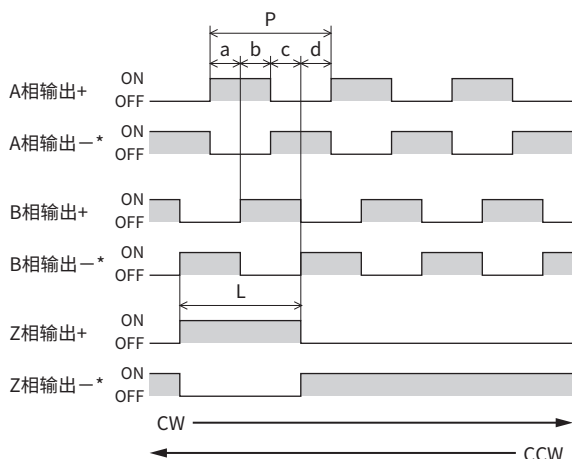 P
a b c d
A相输出+ ON
OFF
A相输出－* ON
OFF
B相输出+ ON
OFF
B相输出－* ON
OFF
L
Z相输出+ ON
OFF
Z相输出－* ON
OFF
CW
CCW